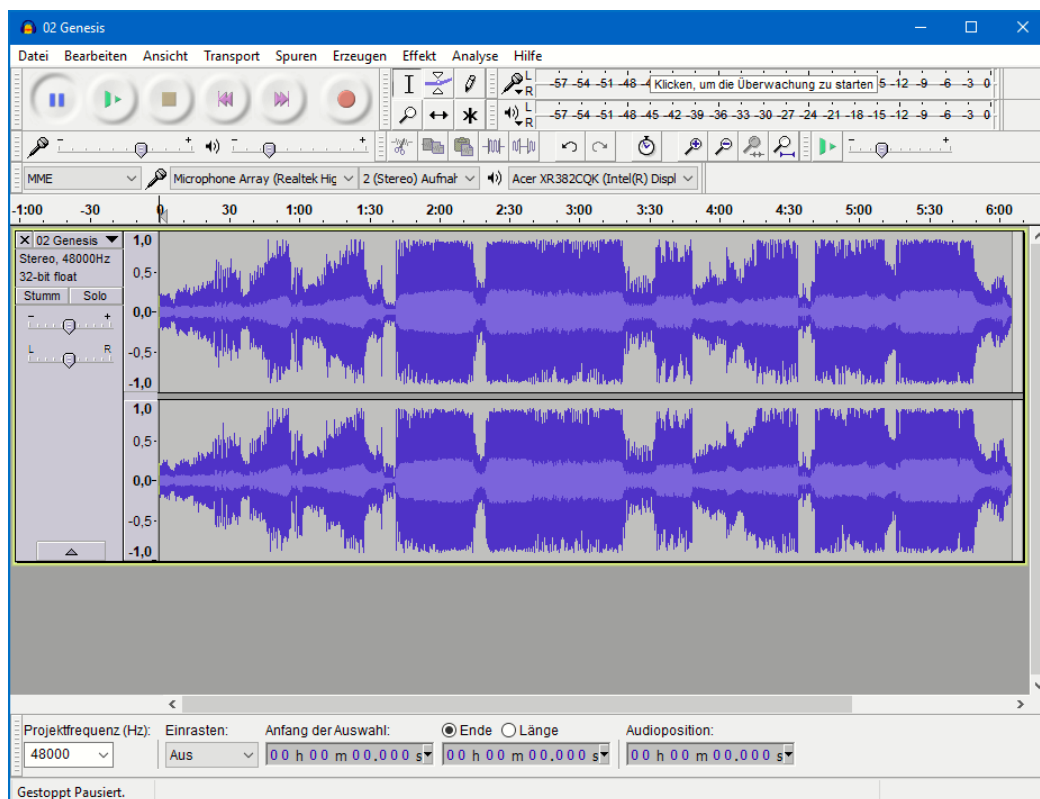 02 Genesis
Datei Bearbeiten Ansicht Transport Spuren Erzeugen Effekt Analyse Hilfe
L R -57 -54 -51 -48 -4 Klicken, um die Überwachung zu starten 5 -12 -9 -6 -3 0
L R -57 -54 -51 -48 -45 -42 -39 -36 -33 -30 -27 -24 -21 -18 -15 -12 -9 -6 -3 0
- + - + - +
MME Microphone Array (Realtek Hig 2 (Stereo) Aufnah Acer XR382CQK (Intel(R) Displ
-1:00 -30 0 30 1:00 1:30 2:00 2:30 3:00 3:30 4:00 4:30 5:00 5:30 6:00
X 02 Genesis 1,0
Stereo, 48000Hz
32-bit float 0,5-
Stumm Solo
- + 0,0-
L R -0,5-
-1,0
1,0
0,5-
0,0-
-0,5-
-1,0
Projektfrequenz (Hz): Einrasten: Anfang der Auswahl: Ende Länge Audioposition:
48000 Aus 00 h 00 m 00.000 s 00 h 00 m 00.000 s 00 h 00 m 00.000 s
Gestoppt Pausiert.